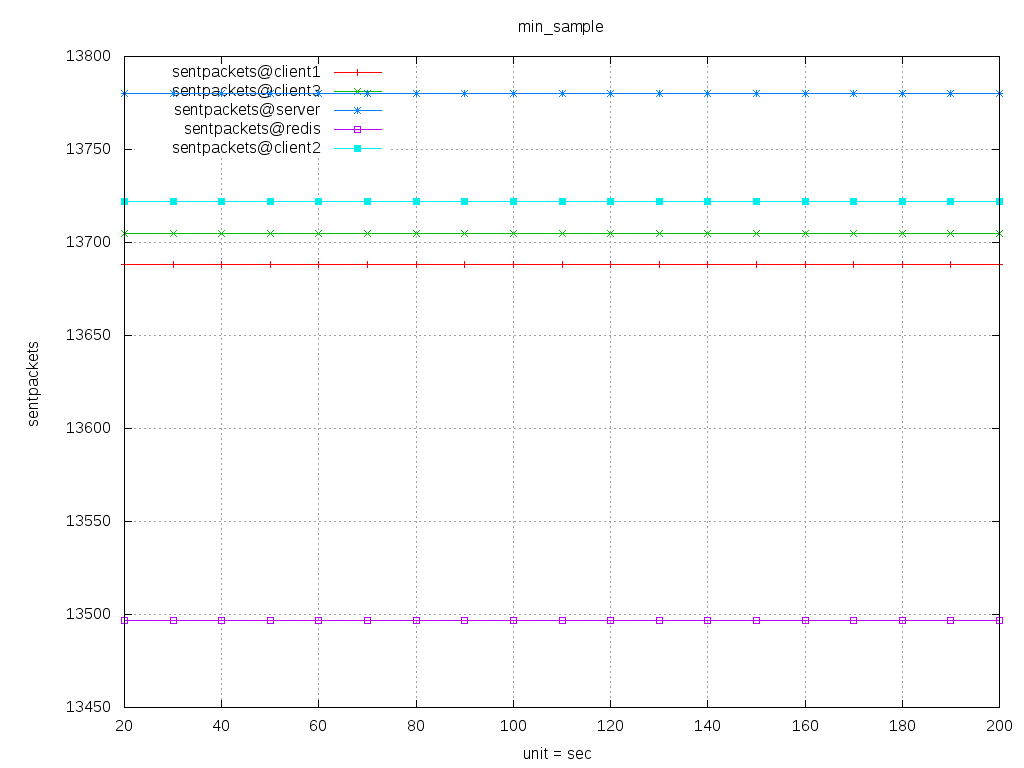 min_sample
sentpackets@client1
sentpackets@client3
sentpackets@server
sentpackets@redis
sentpackets@client2
13800
13750
13700
13650
13600
13550
13500
13450
sentpackets
20 40 60 80 100 120 140 160 180 200
unit = sec